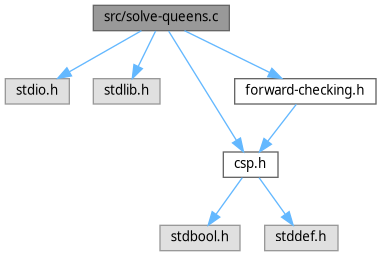 src/solve-queens.c
stdio.h
stdlib.h
forward-checking.h
csp.h
stdbool.h
stddef.h